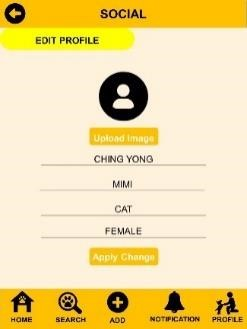 SOCIAL
EDIT PROFILE
Upload Image
CHING YONG
MIMI
CAT
FEMALE
Apply Change
HOME SEARCH ADD NOTIFICATION PROFILE